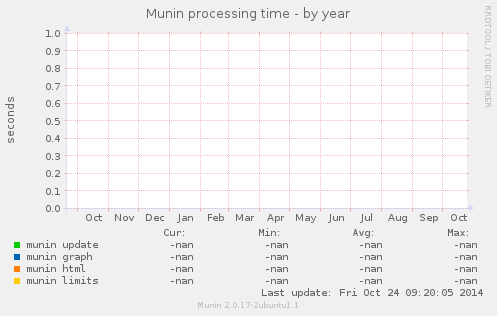 Munin processing time - by year
RRDTOOL / TOBI OETIKER
seconds
1.0
0.9
0.8
0.7
0.6
0.5
0.4
0.3
0.2
0.1
0.0
Oct Nov Dec Jan Feb Mar Apr May Jun Jul Aug Sep Oct
Cur: Min: Avg: Max:
munin update -nan -nan -nan -nan
munin graph -nan -nan -nan -nan
munin html -nan -nan -nan -nan
munin limits -nan -nan -nan -nan
Last update: Fri Oct 24 09:20:05 2014
Munin 2.0.17-2ubuntu1.1